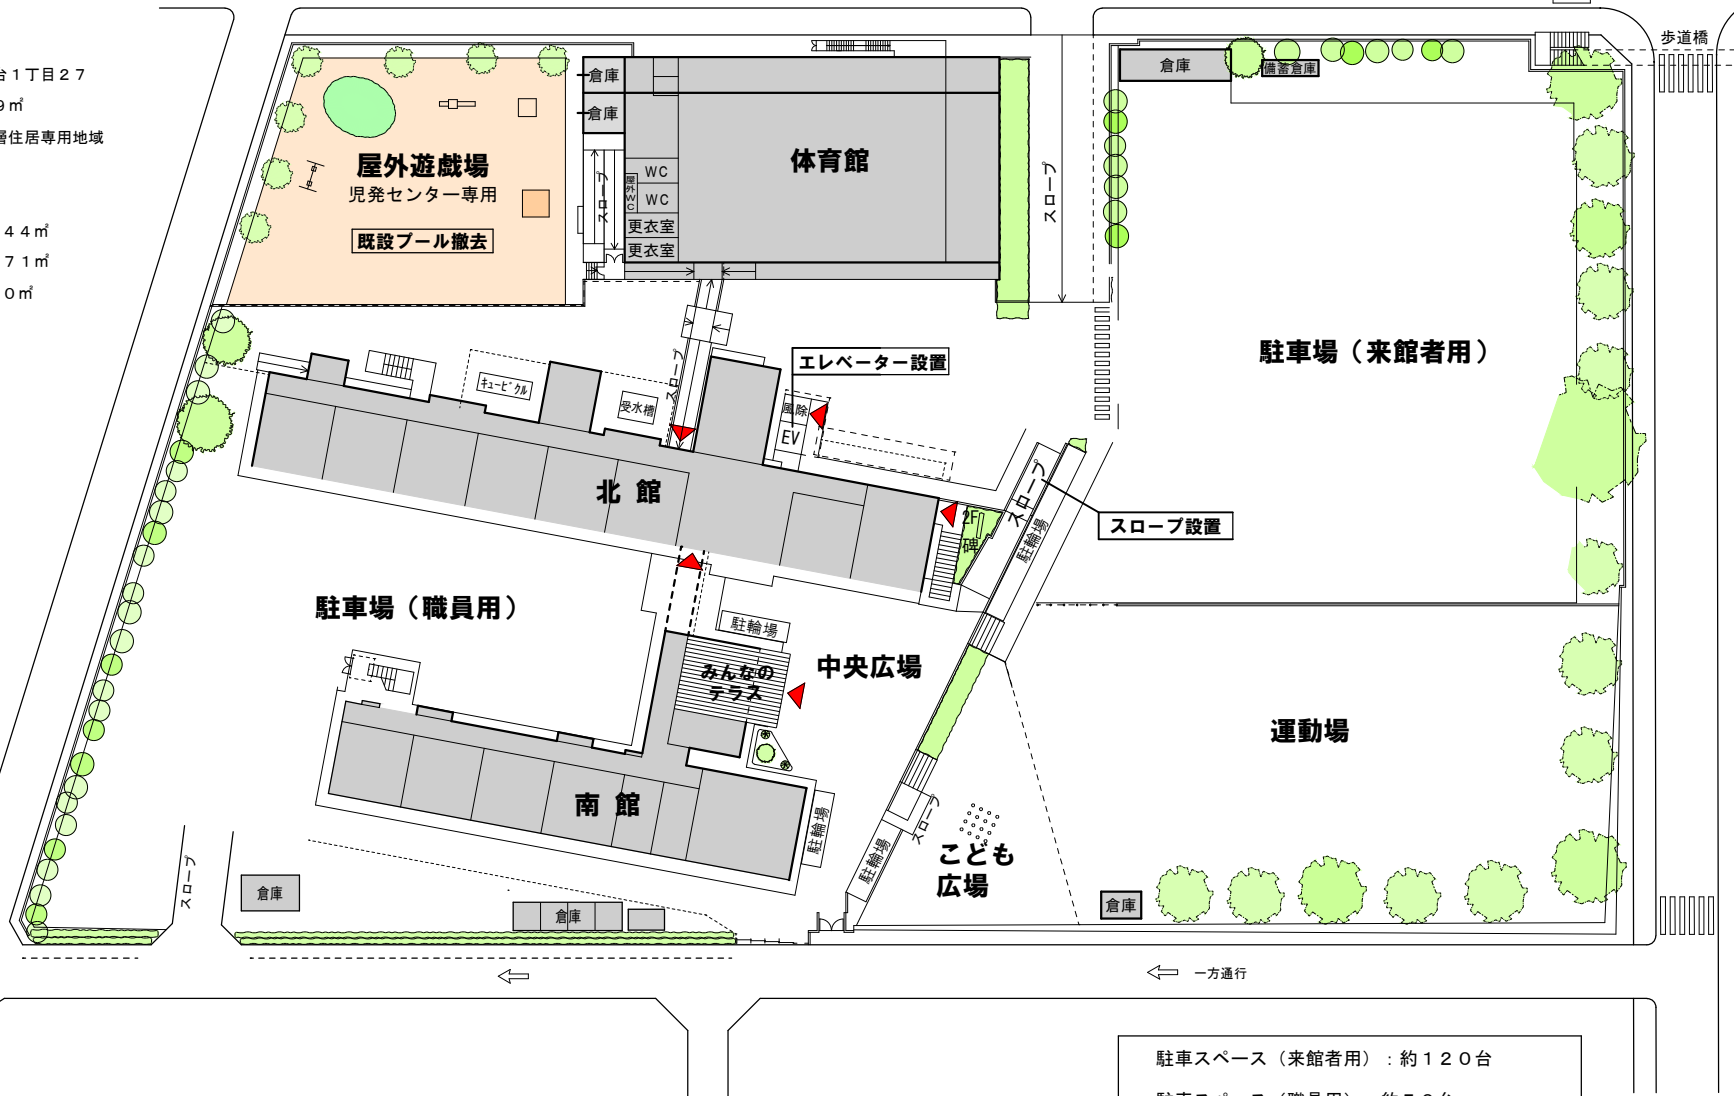 歩道橋
台１丁目２７
９㎡
層住居専用地域
４４㎡
７１㎡
０㎡
倉庫
倉庫
倉庫
備蓄倉庫
屋外遊戯場
児発センター専用
既設プール撤去
体育館
WC
WC
屋外WC
更衣室
更衣室
スロープ
スロープ
駐車場（来館者用）
エレベーター設置
キュービクル
受水槽
スロープ
風除
EV
北 館
2F
碑
スロープ
駐輪場
スロープ設置
駐車場（職員用）
駐輪場
みんなの
テラス
中央広場
運動場
南 館
駐輪場
駐輪場
スロープ
こども
広場
スロープ
倉庫
倉庫
倉庫
一方通行
駐車スペース（来館者用）：約１２０台